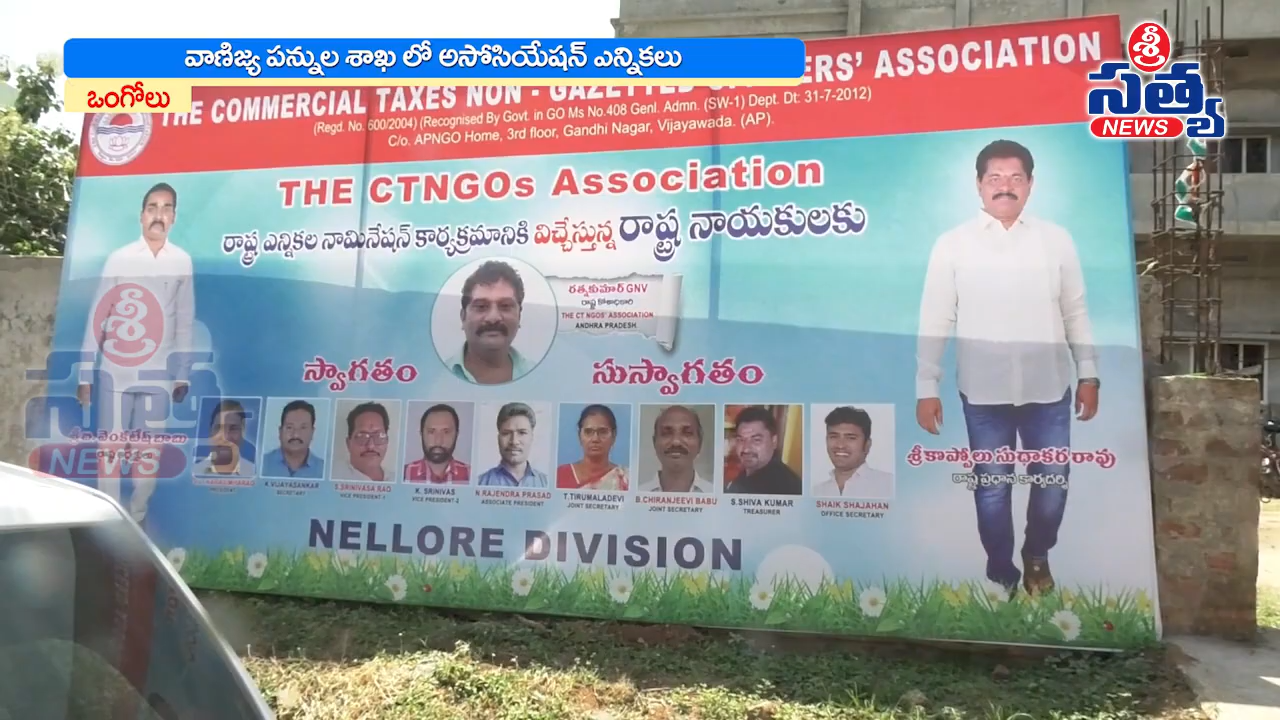 వాణిజ్య పన్నుల శాఖ లో అసోసియేషన్ ఎన్నికలు
ఒంగోలు
శ్రీ
సత్య
NEWS
THE COMMERCIAL TAXES NON - GAZETTED ERS' ASSOCIATION
(Regd. No. 600/2004) (Recognised By Govt. in GO Ms No.408 Genl. Admn. (SW-1) Dept. Dt: 31-7-2012)
C/o. APNGO Home, 3rd floor, Gandhi Nagar, Vijayawada. (AP).
THE CTNGOs Association
రాష్ట్ర ఎన్నికల నామినేషన్ కార్యక్రమానికి విచ్చేస్తున్న రాష్ట్ర నాయకులకు
రత్నకుమార్ GNV
రాష్ట్ర కోశాధికారి
THE CT NGOS' ASSOCIATION
ANDHRA PRADESH
స్వాగతం సుస్వాగతం
శ్రీ
సత్య
NEWS
K VIJAYASANKAR
SECRETARY
S.SRINIVASA RAO
VICE PRESIDENT-1
K. SRINIVAS
VICE PRESIDENT-2
N.RAJENDRA PRASAD
ASSOCIATE PRESIDENT
T.TIRUMALADEVI
JOINT SECRETARY
B.CHIRANJEEVI BABU
JOINT SECRETARY
S.SHIVA KUMAR
TREASURER
SHAIK SHAJAHAN
OFFICE SECRETARY
శ్రీ కాప్వోలు సుధాకర రావు
రాష్ట్ర ప్రధాన కార్యదర్శి
NELLORE DIVISION